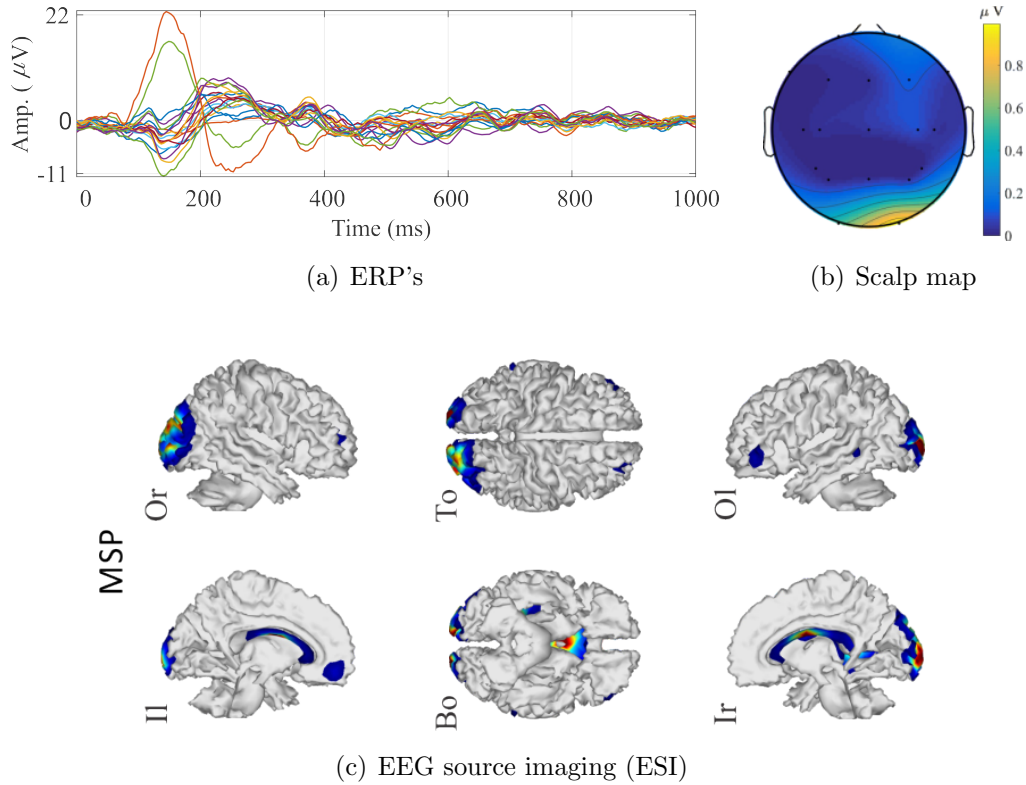 22
0
-11
Amp. ( μV)
0 200 400 600 800 1000
Time (ms)
(a) ERP's
μ V
0.8
0.6
0.4
0.2
0
(b) Scalp map
MSP
Or
To
Ol
Il
Bo
Ir
(c) EEG source imaging (ESI)